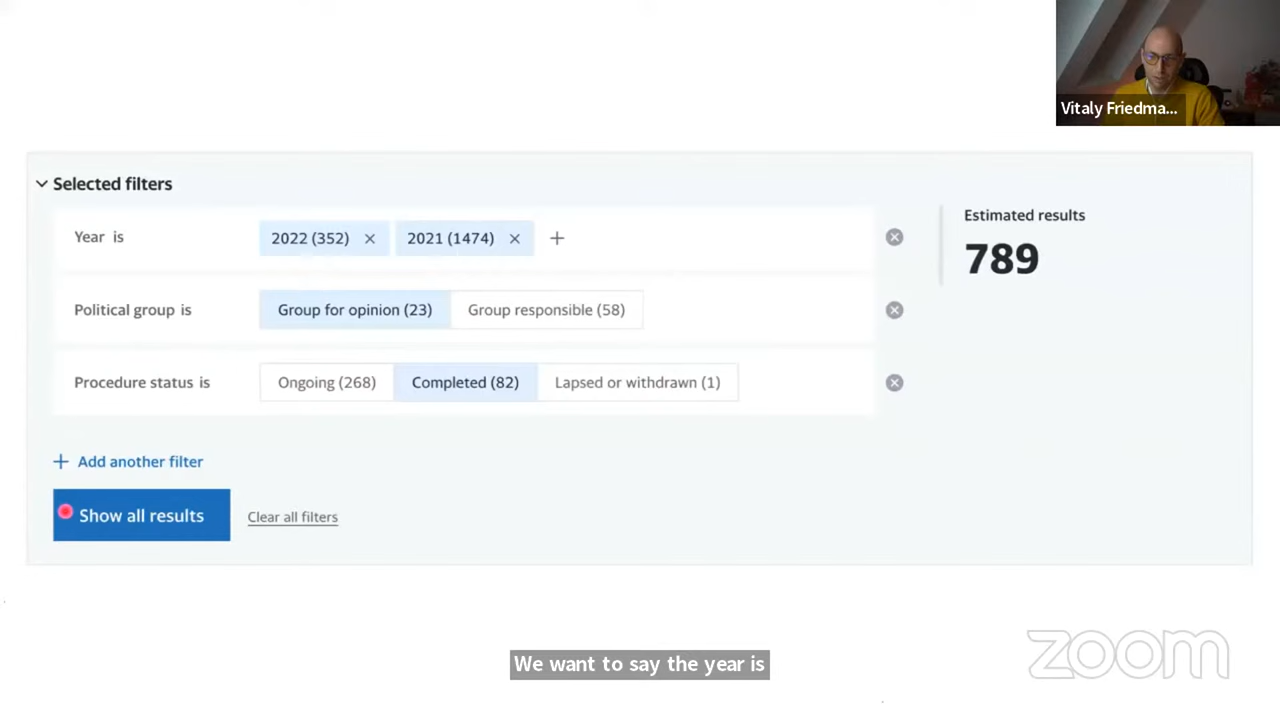 Vitaly Friedma...
Selected filters
Year is
2022 (352)
2021 (1474)
Estimated results
789
Political group is
Group for opinion (23)
Group responsible (58)
Procedure status is
Ongoing (268)
Completed (82)
Lapsed or withdrawn (1)
+ Add another filter
Show all results
Clear all filters
We want to say the year is
zoom